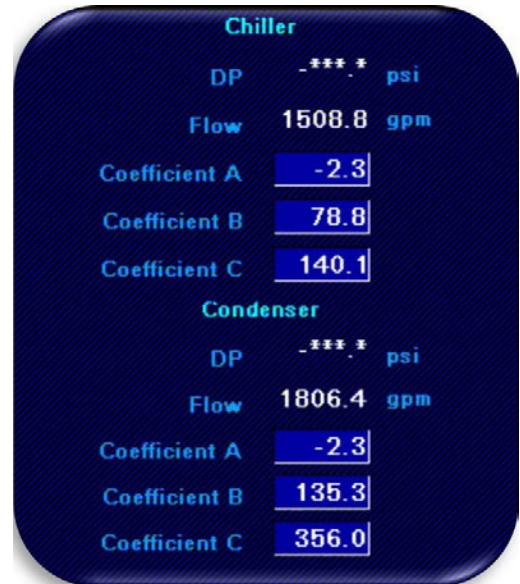 Chiller
DP -***.* psi
Flow 1508.8 gpm
Coefficient A -2.3
Coefficient B 78.8
Coefficient C 140.1
Condenser
DP -***.* psi
Flow 1806.4 gpm
Coefficient A -2.3
Coefficient B 135.3
Coefficient C 356.0